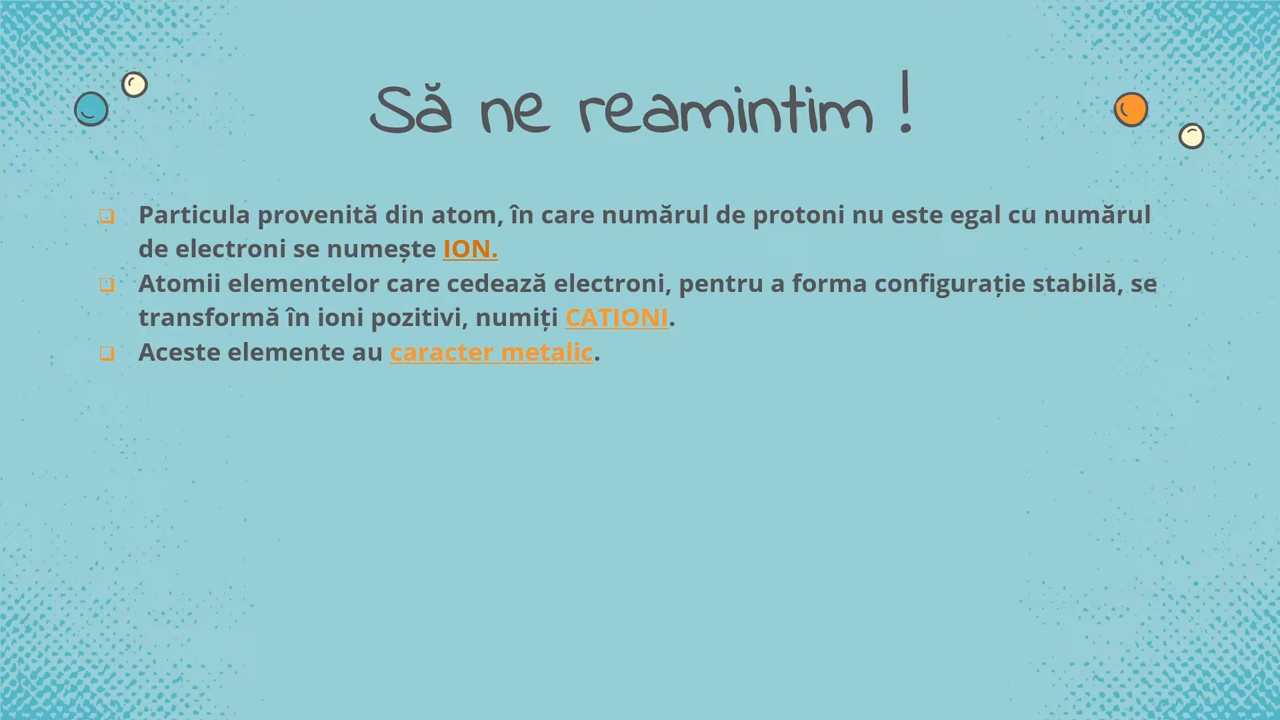 Să ne reamintim !
❑ Particula provenită din atom, în care numărul de protoni nu este egal cu numărul
de electroni se numește ION.
❑ Atomii elementelor care cedează electroni, pentru a forma configurație stabilă, se
transformă în ioni pozitivi, numiți CATIONI.
❑ Aceste elemente au caracter metalic.